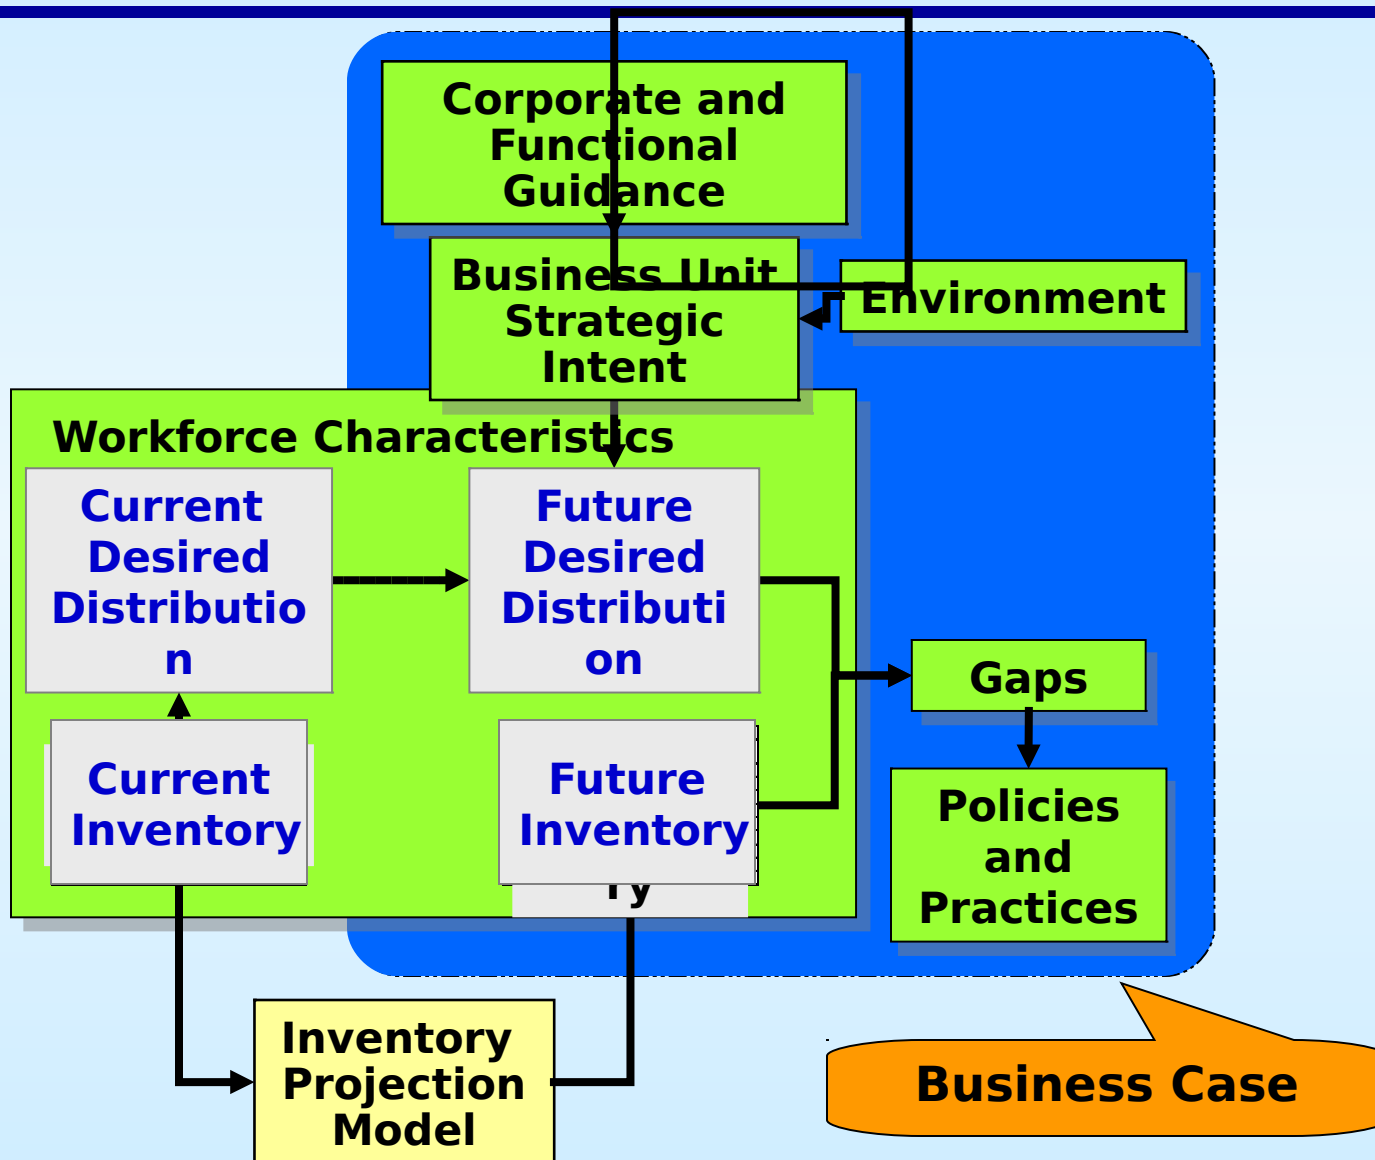 Corporate and
Functional
Guidance
Business Unit
Strategic
Intent
Environment
Workforce Characteristics
Current
Desired
Distributio
n
Future
Desired
Distributi
on
Gaps
Current
Inventory
Future
Inventory
ry
Policies
and
Practices
Inventory
Projection
Model
Business Case